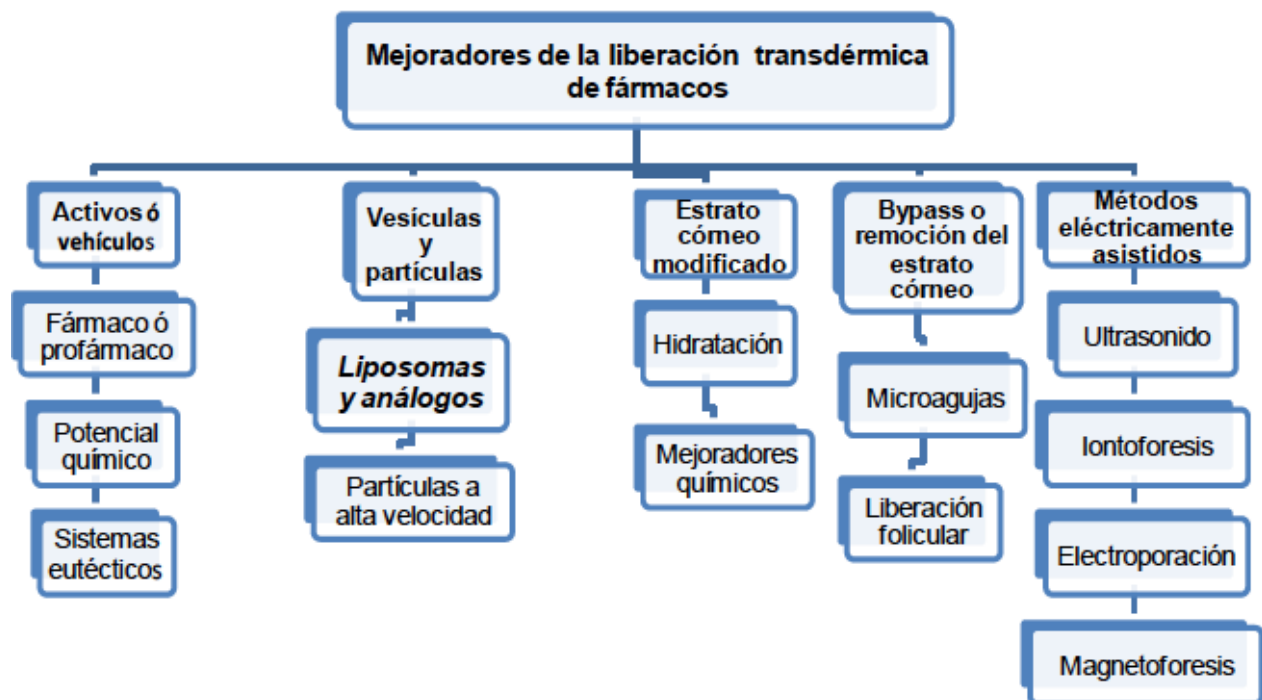 Mejoradores de la liberación transdérmica
de fármacos
Activos ó
vehículos
Fármaco ó
profármaco
Potencial
químico
Sistemas
eutécticos
Vesículas
y
partículas
Liposomas
y análogos
Partículas a
alta velocidad
Estrato
córneo
modificado
Hidratación
Mejoradores
químicos
Bypass o
remoción del
estrato
córneo
Microagujas
Liberación
folicular
Métodos
eléctricamente
asistidos
Ultrasonido
Iontoforesis
Electroporación
Magnetoforesis